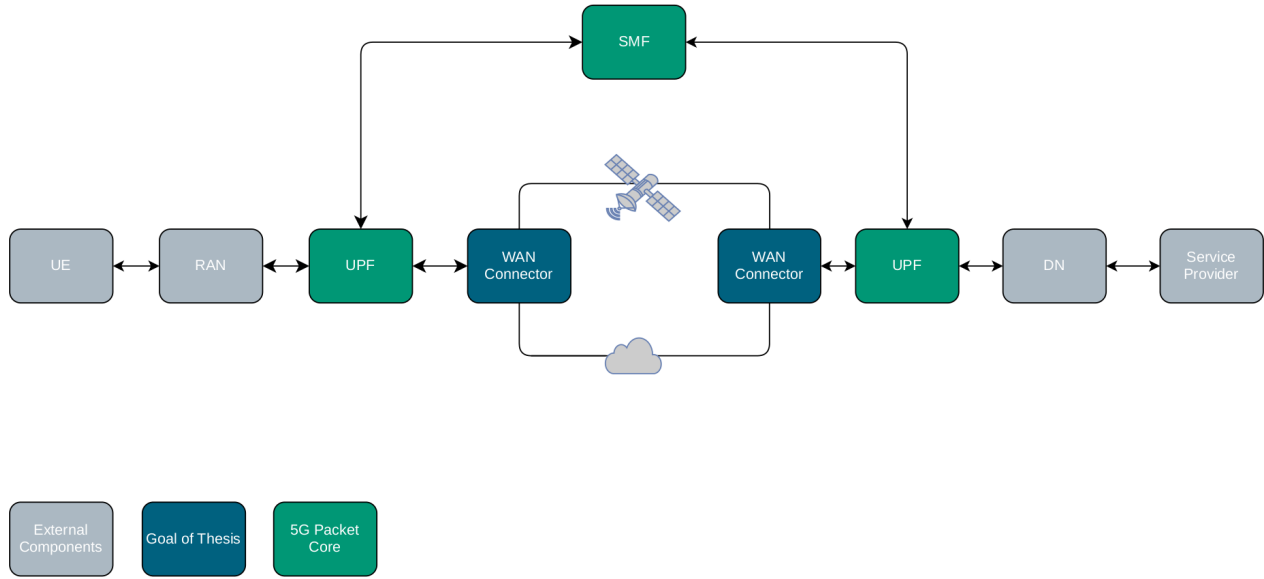 SMF
UE
RAN
UPF
WAN
Connector
WAN
Connector
UPF
DN
Service
Provider
External
Components
Goal of Thesis
5G Packet
Core